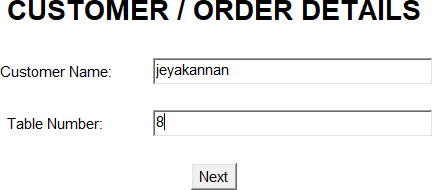 CUSTOMER / ORDER DETAILS
Customer Name: jeyakannan
Table Number: 8
Next